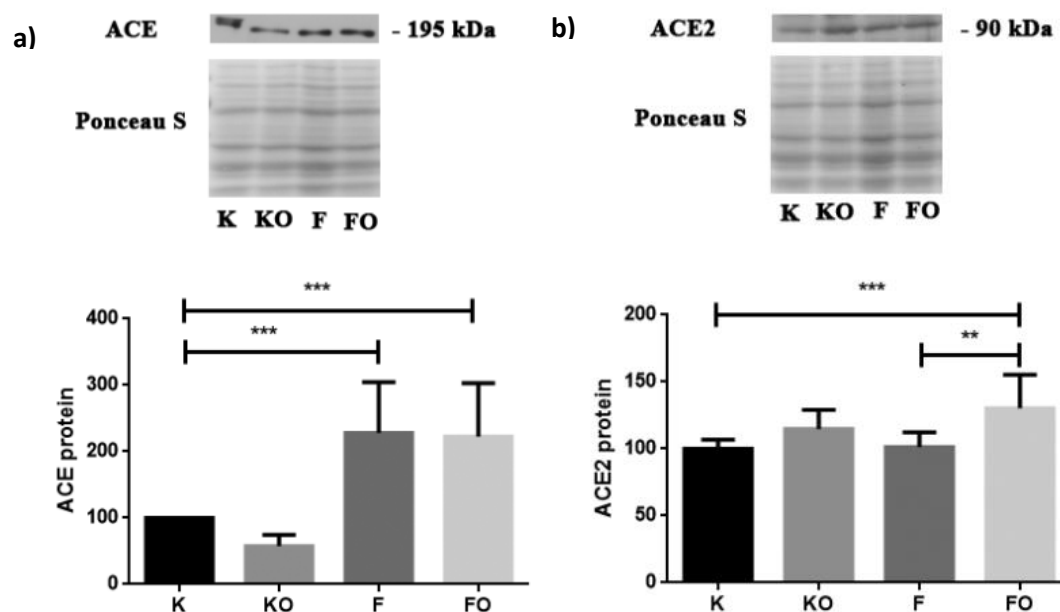 a)
ACE
- 195 kDa
Ponceau S
K KO F FO
***
***
400
300
200
100
0
ACE protein
K KO F FO
b)
ACE2
- 90 kDa
Ponceau S
K KO F FO
***
**
200
150
100
50
0
ACE2 protein
K KO F FO